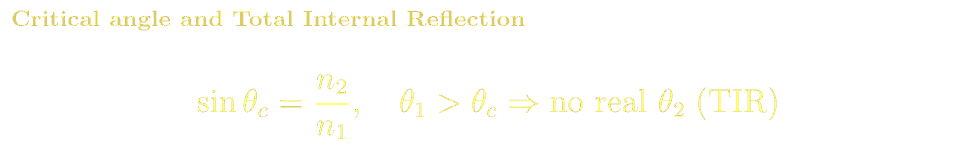 Critical angle and Total Internal Reflection
sin θ_c = n_2/n_1, θ_1 > θ_c ⇒ no real θ_2 (TIR)